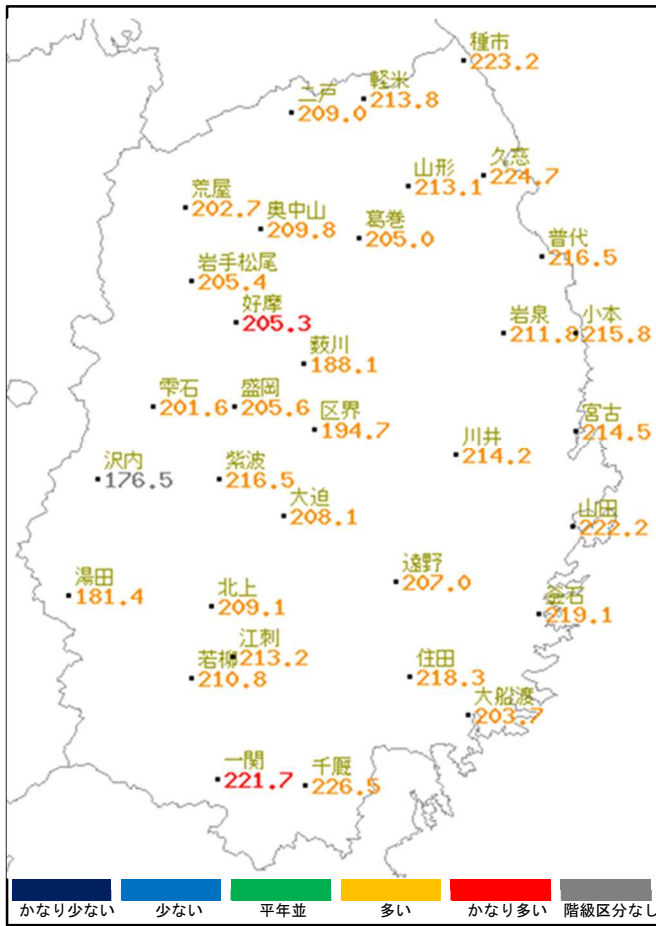 種市
223.2
軽米
213.8
二戸
209.0
久慈
224.7
山形
213.1
荒屋
202.7
奥中山
209.8
葛巻
205.0
普代
216.5
岩手松尾
205.4
好摩
205.3
岩泉
211.8
小本
215.8
薮川
188.1
雫石
201.6
盛岡
205.6
区界
194.7
宮古
214.5
川井
214.2
沢内
176.5
紫波
216.5
大迫
208.1
山田
222.2
湯田
181.4
北上
209.1
遠野
207.0
釜石
219.1
江刺
213.2
若柳
210.8
住田
218.3
大船渡
203.7
一関
221.7
千厩
226.5
かなり少ない
少ない
平年並
多い
かなり多い
階級区分なし